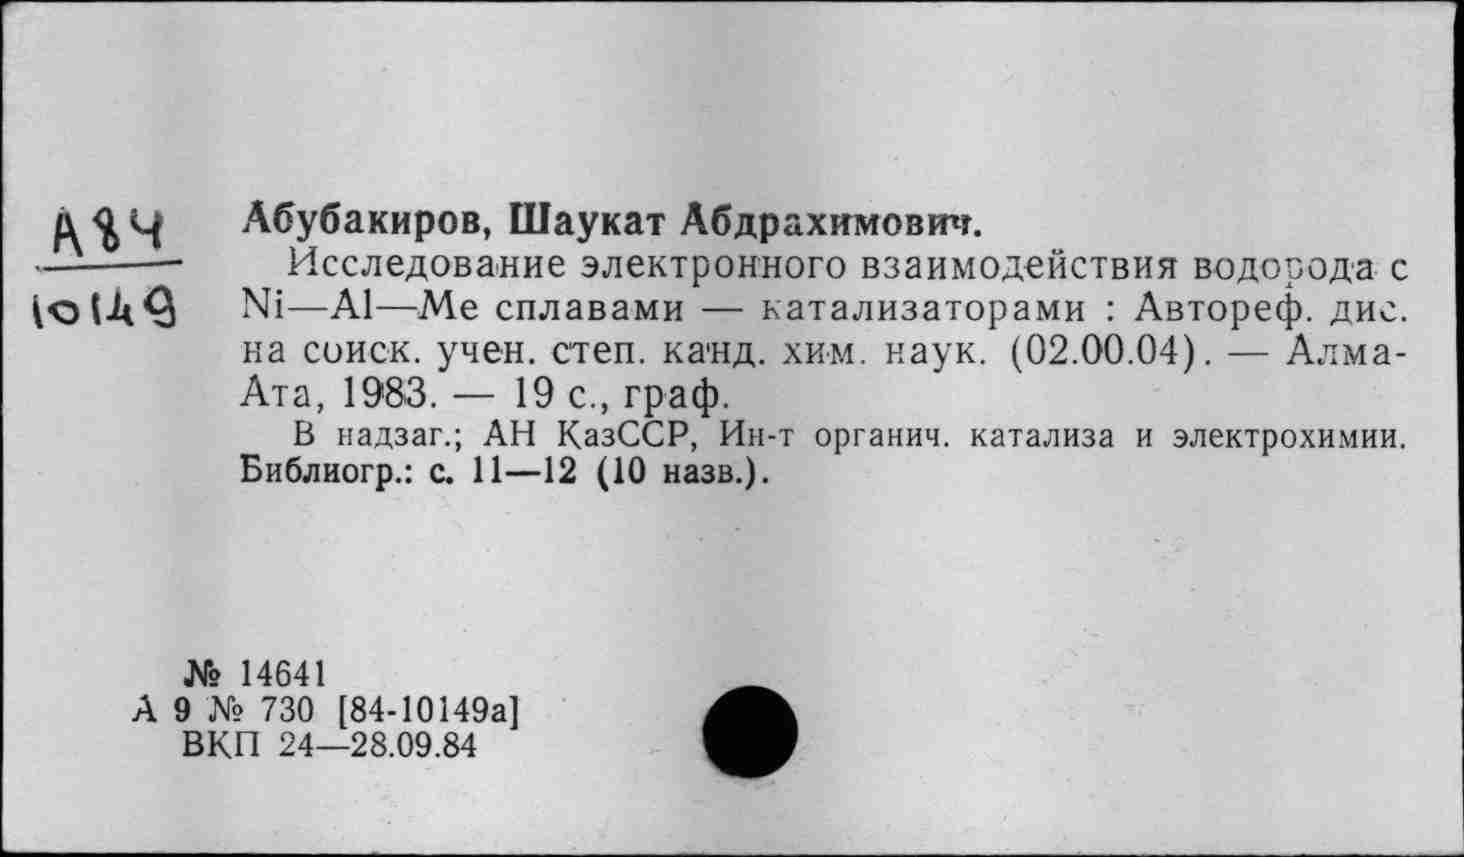 А84
10149
Абубакиров, Шаукат Абдрахимович.
Исследование электронного взаимодействия водорода с
Ni—Al—Me сплавами — катализаторами : Автореф. дис.
на соиск. учен. степ. канд. хим. наук. (02.00.04). — Алма-
Ата, 1983. — 19 с., граф.
В надзаг.; АН КазССР, Ин-т органич. катализа и электрохимии.
Библиогр.: с. 11—12 (10 назв.).
№ 14641
А 9 № 730 [84-10149а]
ВКП 24—28.09.84